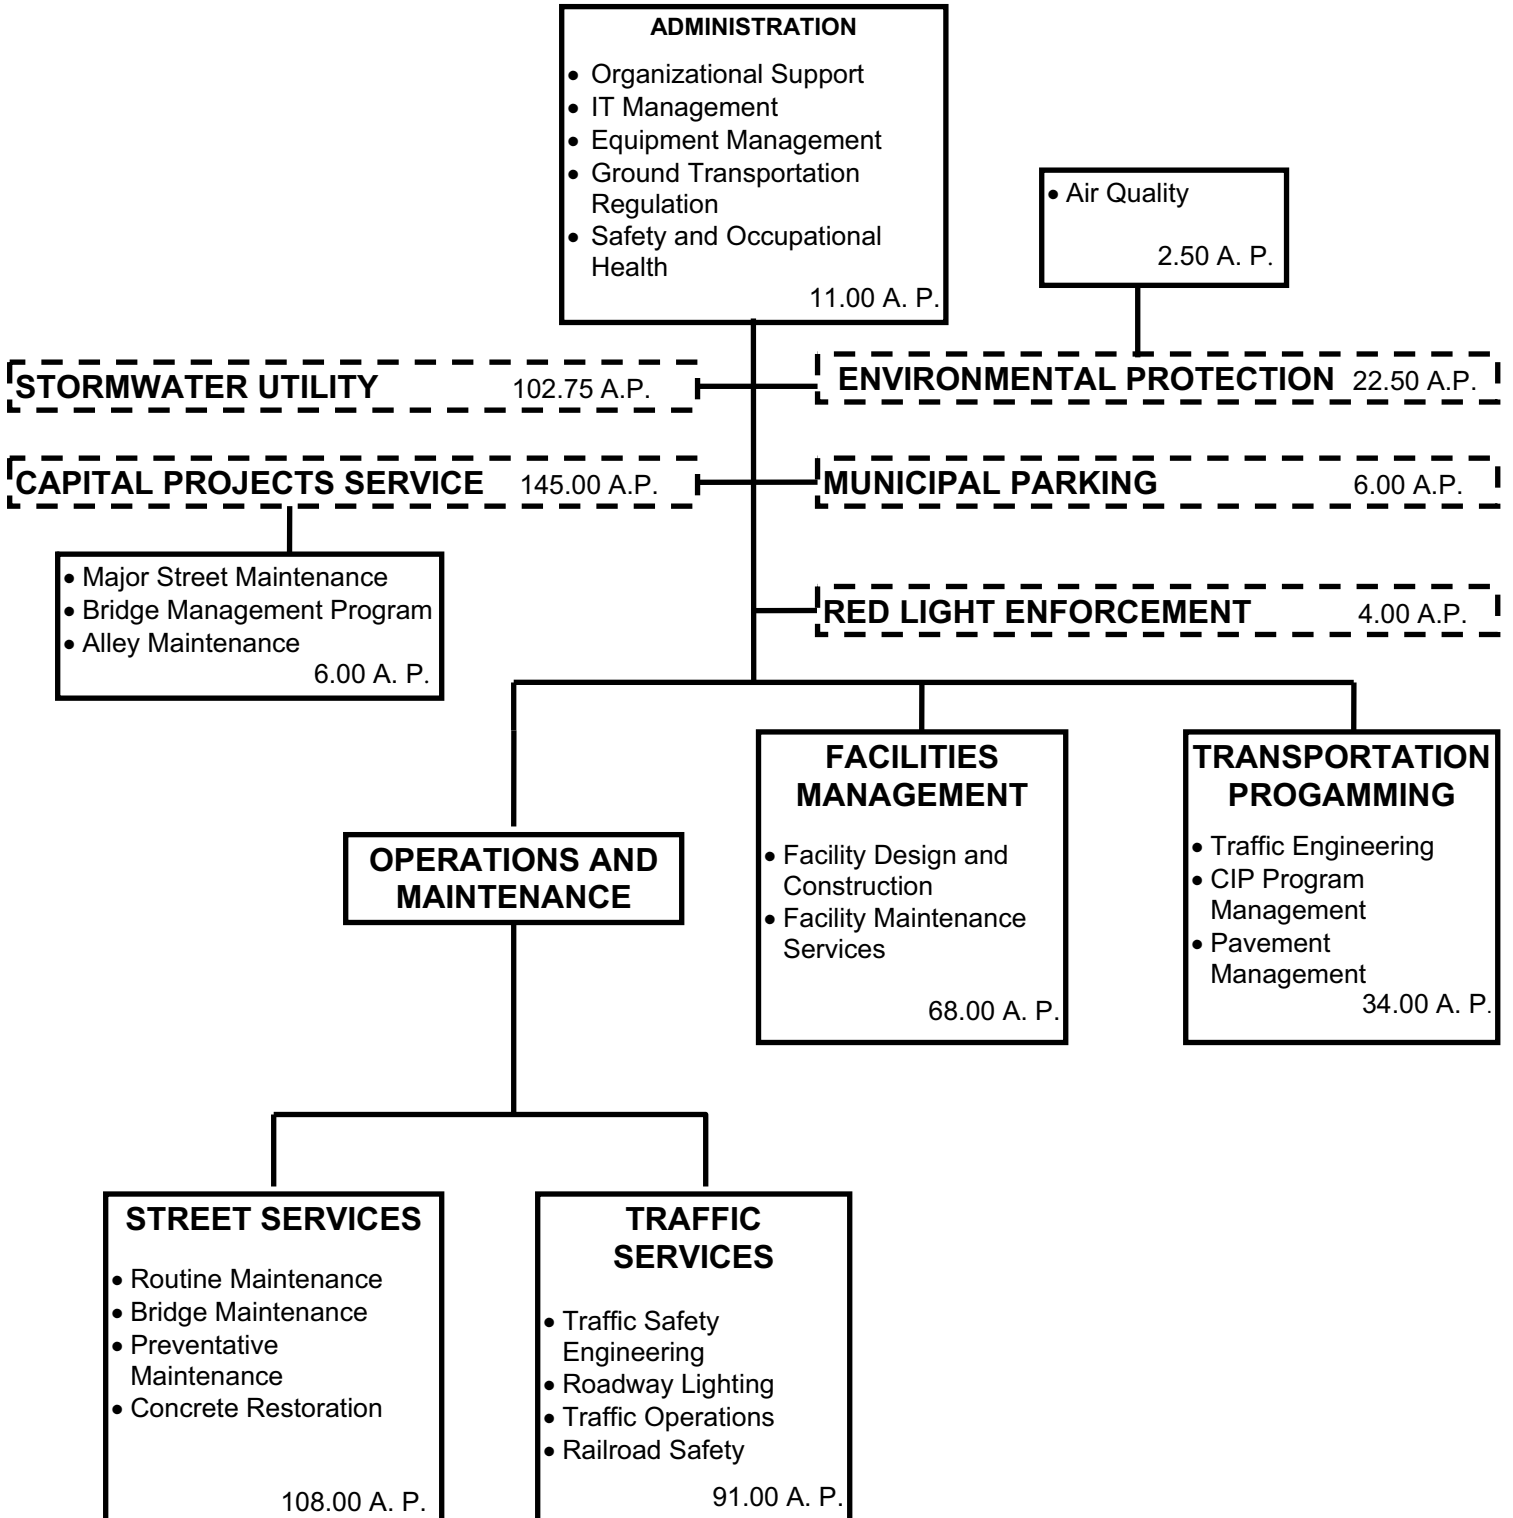 ADMINISTRATION
• Organizational Support
• IT Management
• Equipment Management
• Ground Transportation
Regulation
• Safety and Occupational
Health
11.00 A. P.
• Air Quality
2.50 A. P.
STORMWATER UTILITY 102.75 A.P.
ENVIRONMENTAL PROTECTION 22.50 A.P.
CAPITAL PROJECTS SERVICE 145.00 A.P.
MUNICIPAL PARKING 6.00 A.P.
• Major Street Maintenance
• Bridge Management Program
• Alley Maintenance
6.00 A. P.
RED LIGHT ENFORCEMENT 4.00 A.P.
OPERATIONS AND
MAINTENANCE
FACILITIES
MANAGEMENT
• Facility Design and
Construction
• Facility Maintenance
Services
68.00 A. P.
TRANSPORTATION
PROGAMMING
• Traffic Engineering
• CIP Program
Management
• Pavement
Management
34.00 A. P.
STREET SERVICES
• Routine Maintenance
• Bridge Maintenance
• Preventative
Maintenance
• Concrete Restoration
108.00 A. P.
TRAFFIC
SERVICES
• Traffic Safety
Engineering
• Roadway Lighting
• Traffic Operations
• Railroad Safety
91.00 A. P.